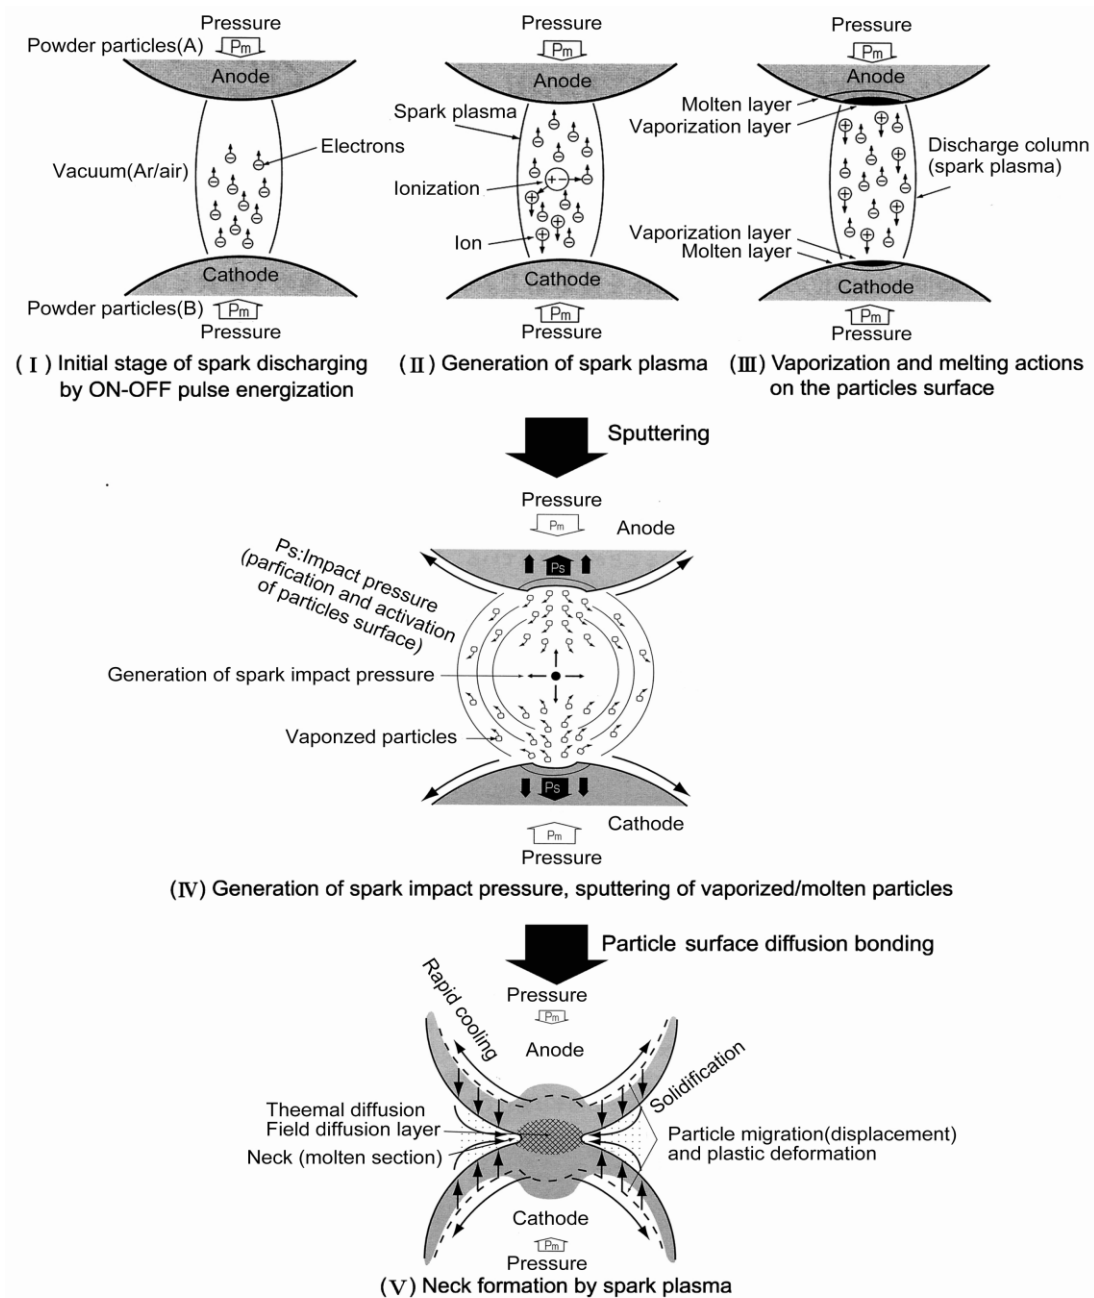 Pressure
Powder particles(A)
Pm
Anode
Vacuum(Ar/air)
Electrons
Cathode
Powder particles(B)
Pm
Pressure
(Ⅰ) Initial stage of spark discharging
by ON-OFF pulse energization
Pressure
Pm
Anode
Spark plasma
Ionization
Ion
Cathode
Pm
Pressure
(Ⅱ) Generation of spark plasma
Pressure
Pm
Anode
Molten layer
Vaporization layer
Discharge column
(spark plasma)
Vaporization layer
Molten layer
Cathode
Pm
Pressure
(Ⅲ) Vaporization and melting actions
on the particles surface
Sputtering
Pressure
Pm
Anode
Ps
Ps:Impact pressure
(parfication and activation
of particles surface)
Generation of spark impact pressure
Vaponzed particles
Ps
Cathode
Pm
Pressure
(Ⅳ) Generation of spark impact pressure, sputtering of vaporized/molten particles
Particle surface diffusion bonding
Pressure
Pm
Rapid cooling
Anode
Solidification
Theemal diffusion
Field diffusion layer
Neck (molten section)
Particle migration(displacement)
and plastic deformation
Cathode
Pm
Pressure
(Ⅴ) Neck formation by spark plasma